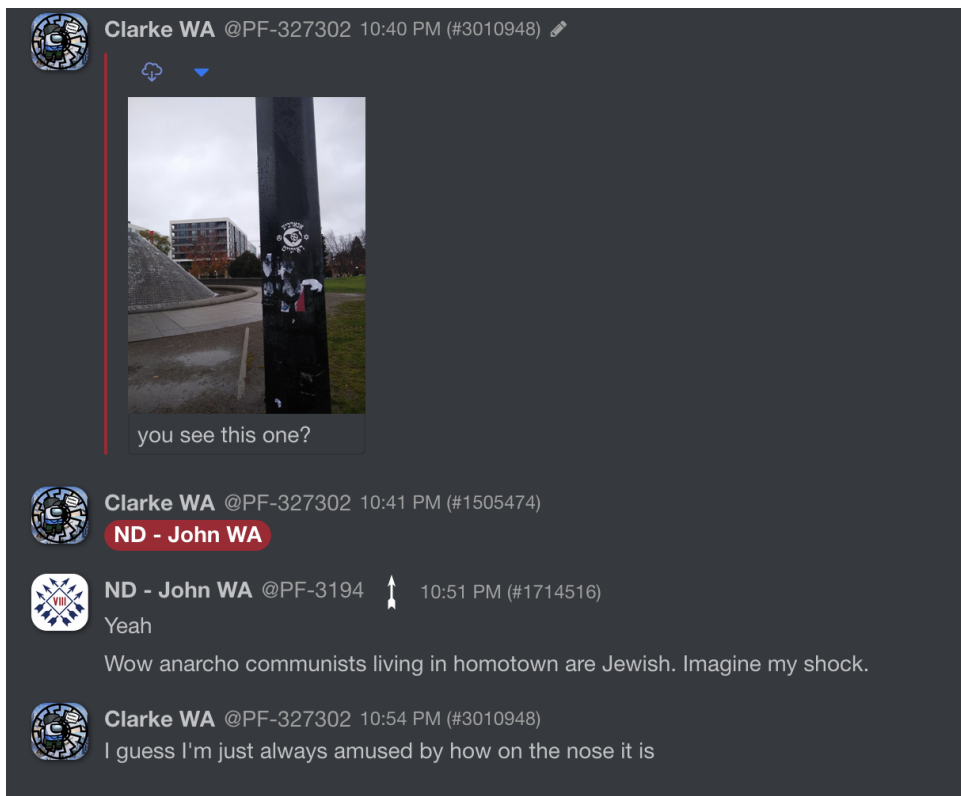 Clarke WA @PF-327302 10:40 PM (#3010948)
you see this one?
Clarke WA @PF-327302 10:41 PM (#1505474)
ND - John WA
VIII
ND - John WA @PF-3194 10:51 PM (#1714516)
Yeah
Wow anarcho communists living in homotown are Jewish. Imagine my shock.
Clarke WA @PF-327302 10:54 PM (#3010948)
I guess I'm just always amused by how on the nose it is